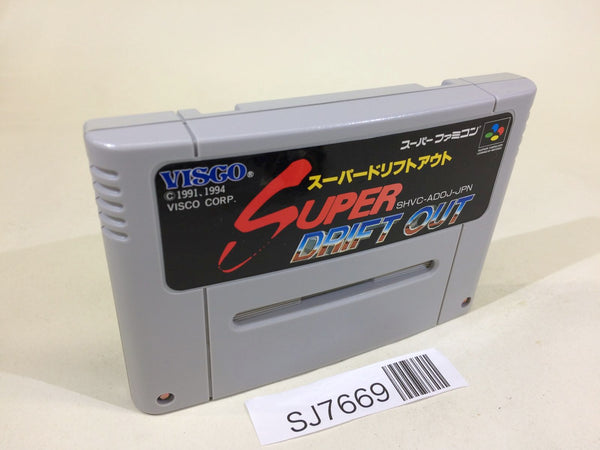 VISCO®
© 1991.1994
VISCO CORP.
スーパーファミコン
スーパードリフトアウト
SUPER
SHVC-ADOJ-JPN
DRIFT OUT
SJ7669